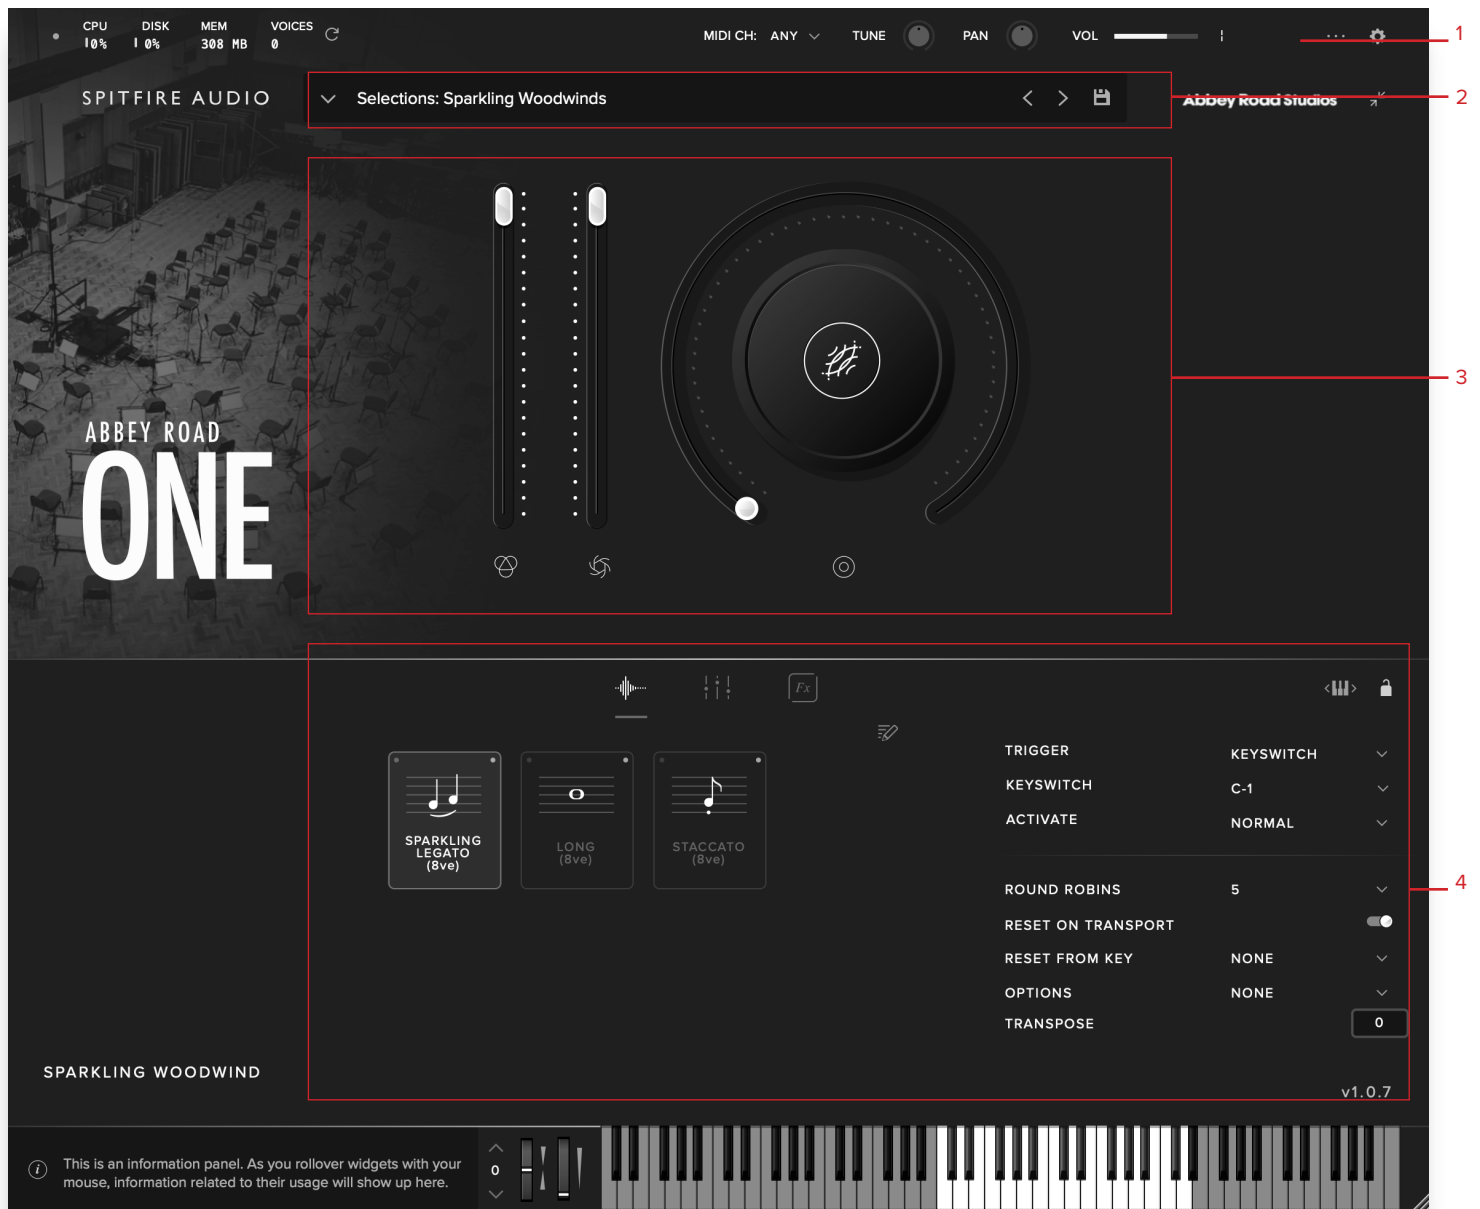 CPU DISK MEM VOICES
0% 0% 308 MB 0
MIDI CH: ANY TUNE PAN VOL
1
SPITFIRE AUDIO
Selections: Sparkling Woodwinds
Abbey Road Studios
2
3
ABBEY ROAD
ONE
Fx
TRIGGER KEYSWITCH
KEYSWITCH C-1
ACTIVATE NORMAL
SPARKLING
LEGATO
(8ve)
LONG
(8ve)
STACCATO
(8ve)
4
ROUND ROBINS 5
RESET ON TRANSPORT
RESET FROM KEY NONE
OPTIONS NONE
TRANSPOSE 0
SPARKLING WOODWIND
v1.0.7
This is an information panel. As you rollover widgets with your
mouse, information related to their usage will show up here.
0